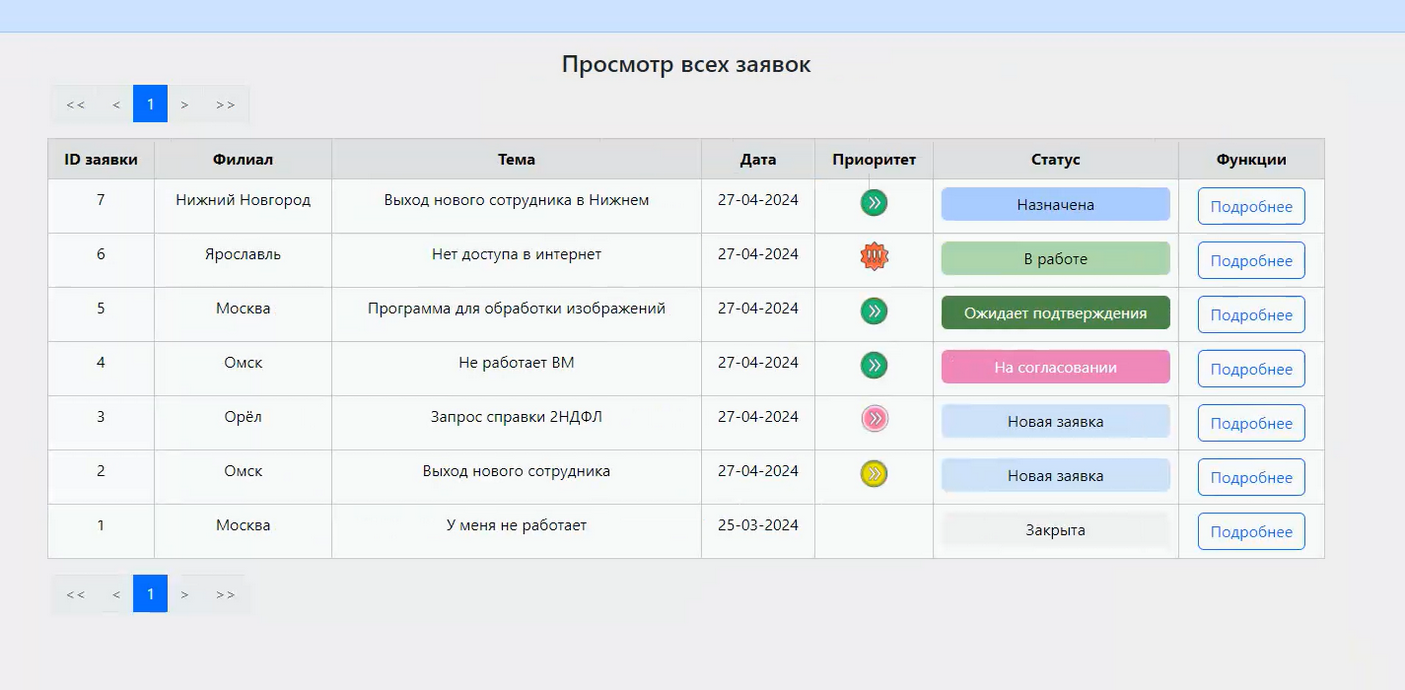 Просмотр всех заявок
<< < 1 > >>
ID заявки Филиал Тема Дата Приоритет Статус Функции
7 Нижний Новгород Выход нового сотрудника в Нижнем 27-04-2024 Назначена Подробнее
6 Ярославль Нет доступа в интернет 27-04-2024 В работе Подробнее
5 Москва Программа для обработки изображений 27-04-2024 Ожидает подтверждения Подробнее
4 Омск Не работает ВМ 27-04-2024 На согласовании Подробнее
3 Орёл Запрос справки 2НДФЛ 27-04-2024 Новая заявка Подробнее
2 Омск Выход нового сотрудника 27-04-2024 Новая заявка Подробнее
1 Москва У меня не работает 25-03-2024 Закрыта Подробнее
<< < 1 > >>